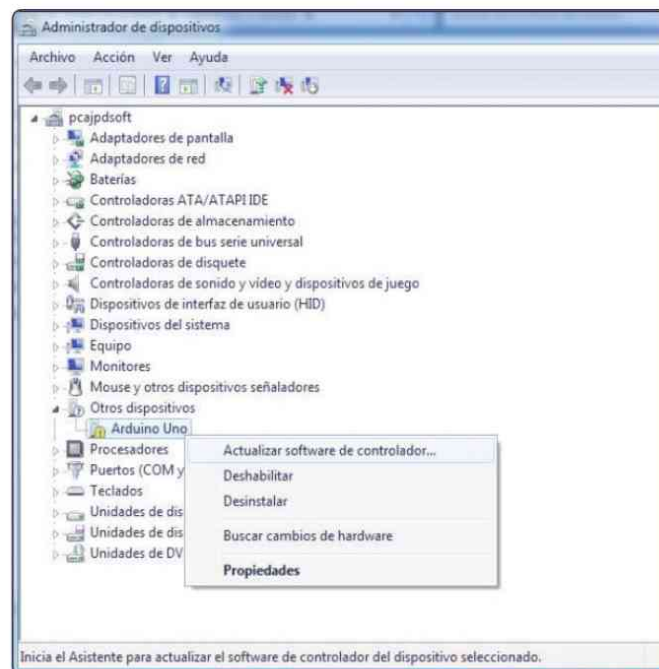 Administrador de dispositivos
Archivo Acción Ver Ayuda
pcajpdsoft
Adaptadores de pantalla
Adaptadores de red
Baterías
Controladoras ATA/ATAPI IDE
Controladoras de almacenamiento
Controladoras de bus serie universal
Controladoras de disquete
Controladoras de sonido y vídeo y dispositivos de juego
Dispositivos de interfaz de usuario (HID)
Dispositivos del sistema
Equipo
Monitores
Mouse y otros dispositivos señaladores
Otros dispositivos
Arduino Uno
Procesadores
Puertos (COM y
Teclados
Unidades de dis
Unidades de dis
Unidades de DV
Actualizar software de controlador...
Deshabilitar
Desinstalar
Buscar cambios de hardware
Propiedades
Inicia el Asistente para actualizar el software de controlador del dispositivo seleccionado.